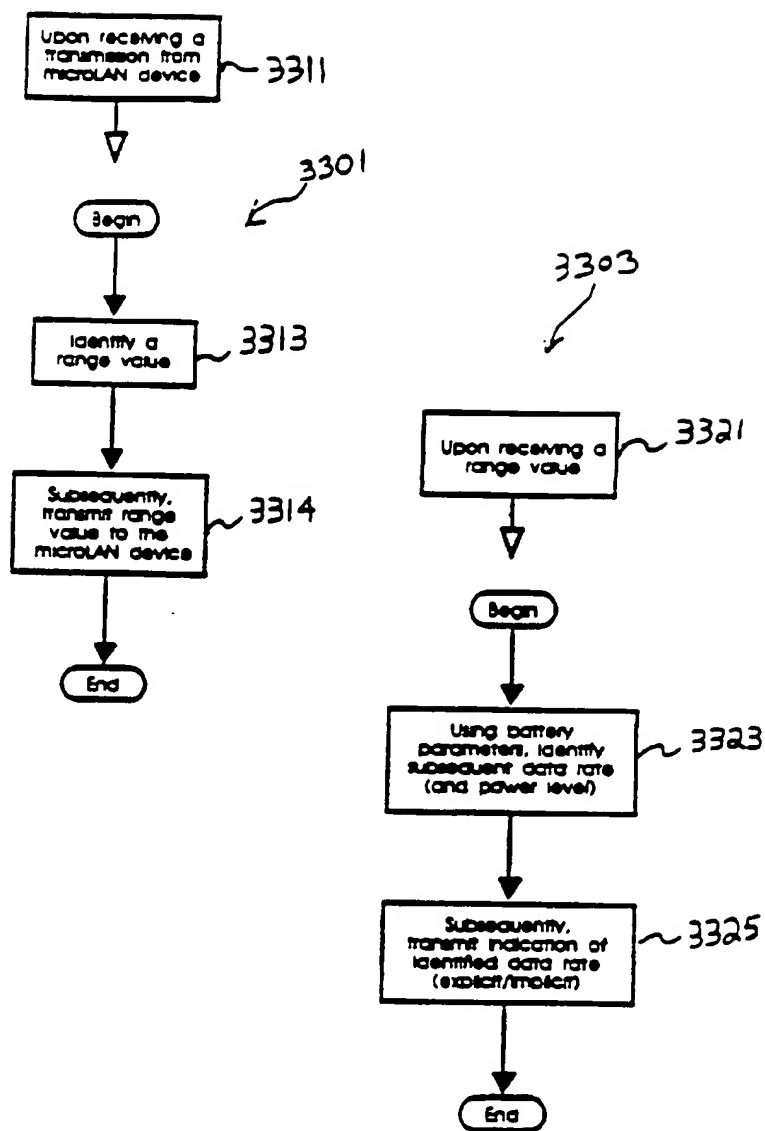 Upon receiving a
transmission from
microLAN device
3311
3301
Begin
Identify a
range value
3313
Subsequently,
transmit range
value to the
microLAN device
3314
End
3303
Upon receiving a
range value
3321
Begin
Using battery
parameters, identify
subsequent data rate
(and power level)
3323
Subsequently,
transmit indication of
identified data rate
(explicit/implicit)
3325
End